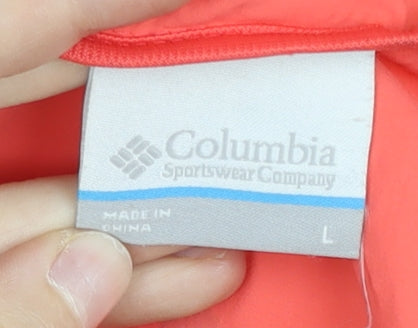 Columbia
Sportswear Company
MADE IN
CHINA
L